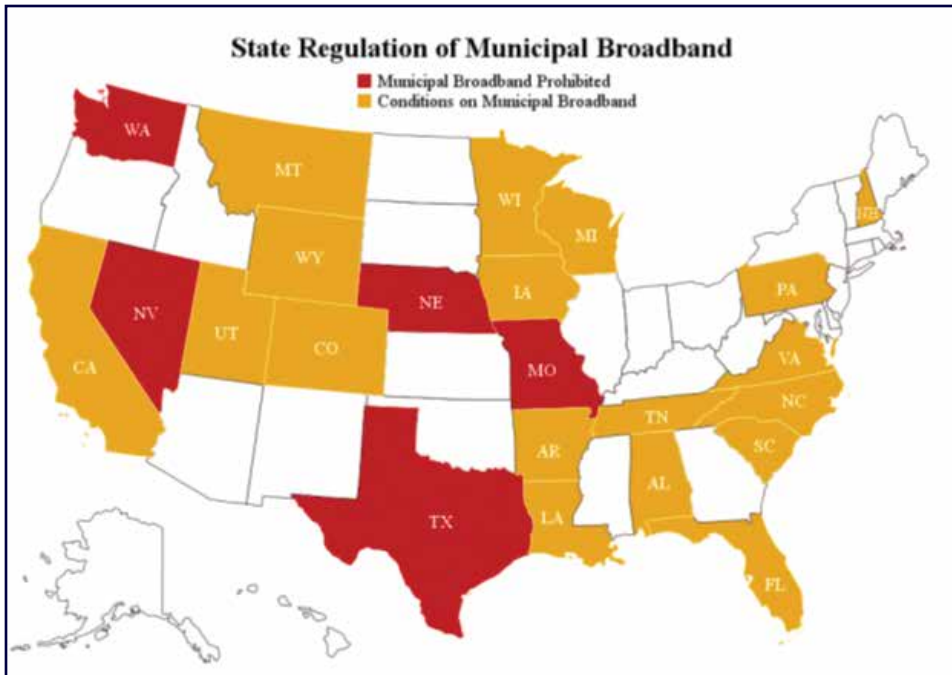 State Regulation of Municipal Broadband
Municipal Broadband Prohibited
Conditions on Municipal Broadband
WA
MT
WI
MI
NH
WY
IA
PA
NV
NE
UT
CO
CA
MO
VA
NC
TN
SC
AR
AL
TX
LA
FL